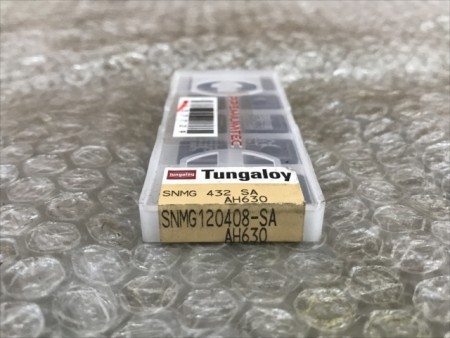 Tungaloy
Tungaloy
SNMG 432 SA
AH630
SNMG120408-SA
AH630